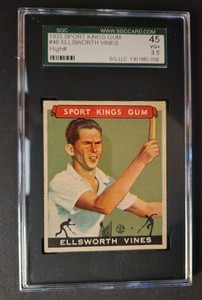 SGC
WWW.SGCCARD.COM
1933 SPORT KINGS GUM
#46 ELLSWORTH VINES
High#
45
VG+
3.5
SPORT KINGS GUM
ELLSWORTH VINES